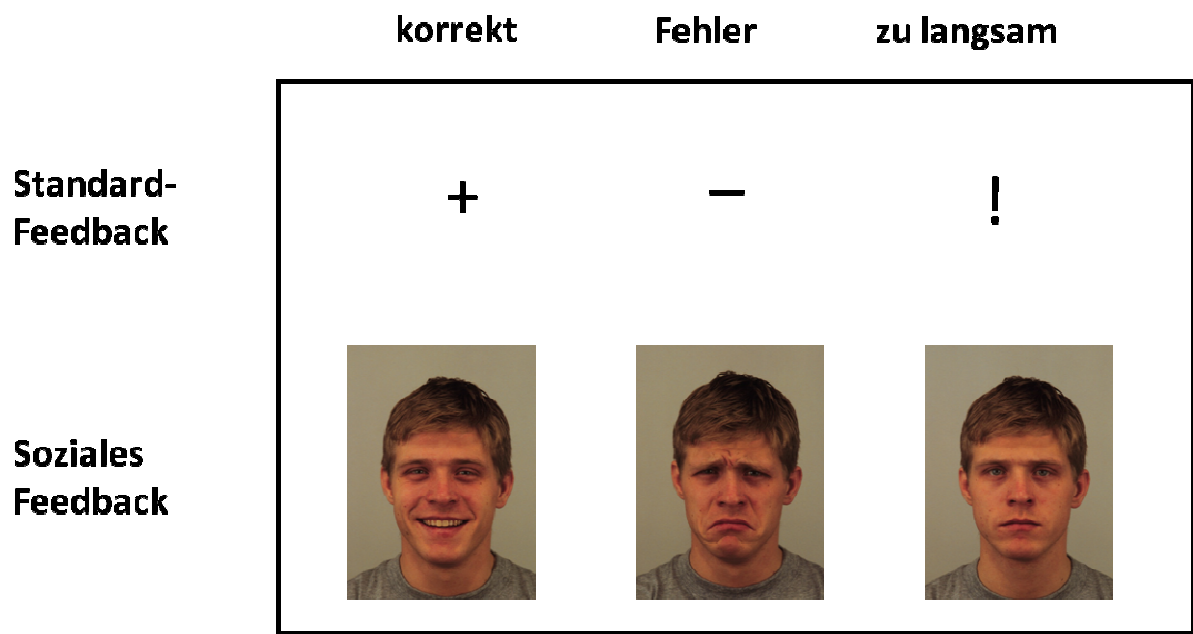 korrekt Fehler zu langsam
Standard-
Feedback
+ – !
Soziales
Feedback